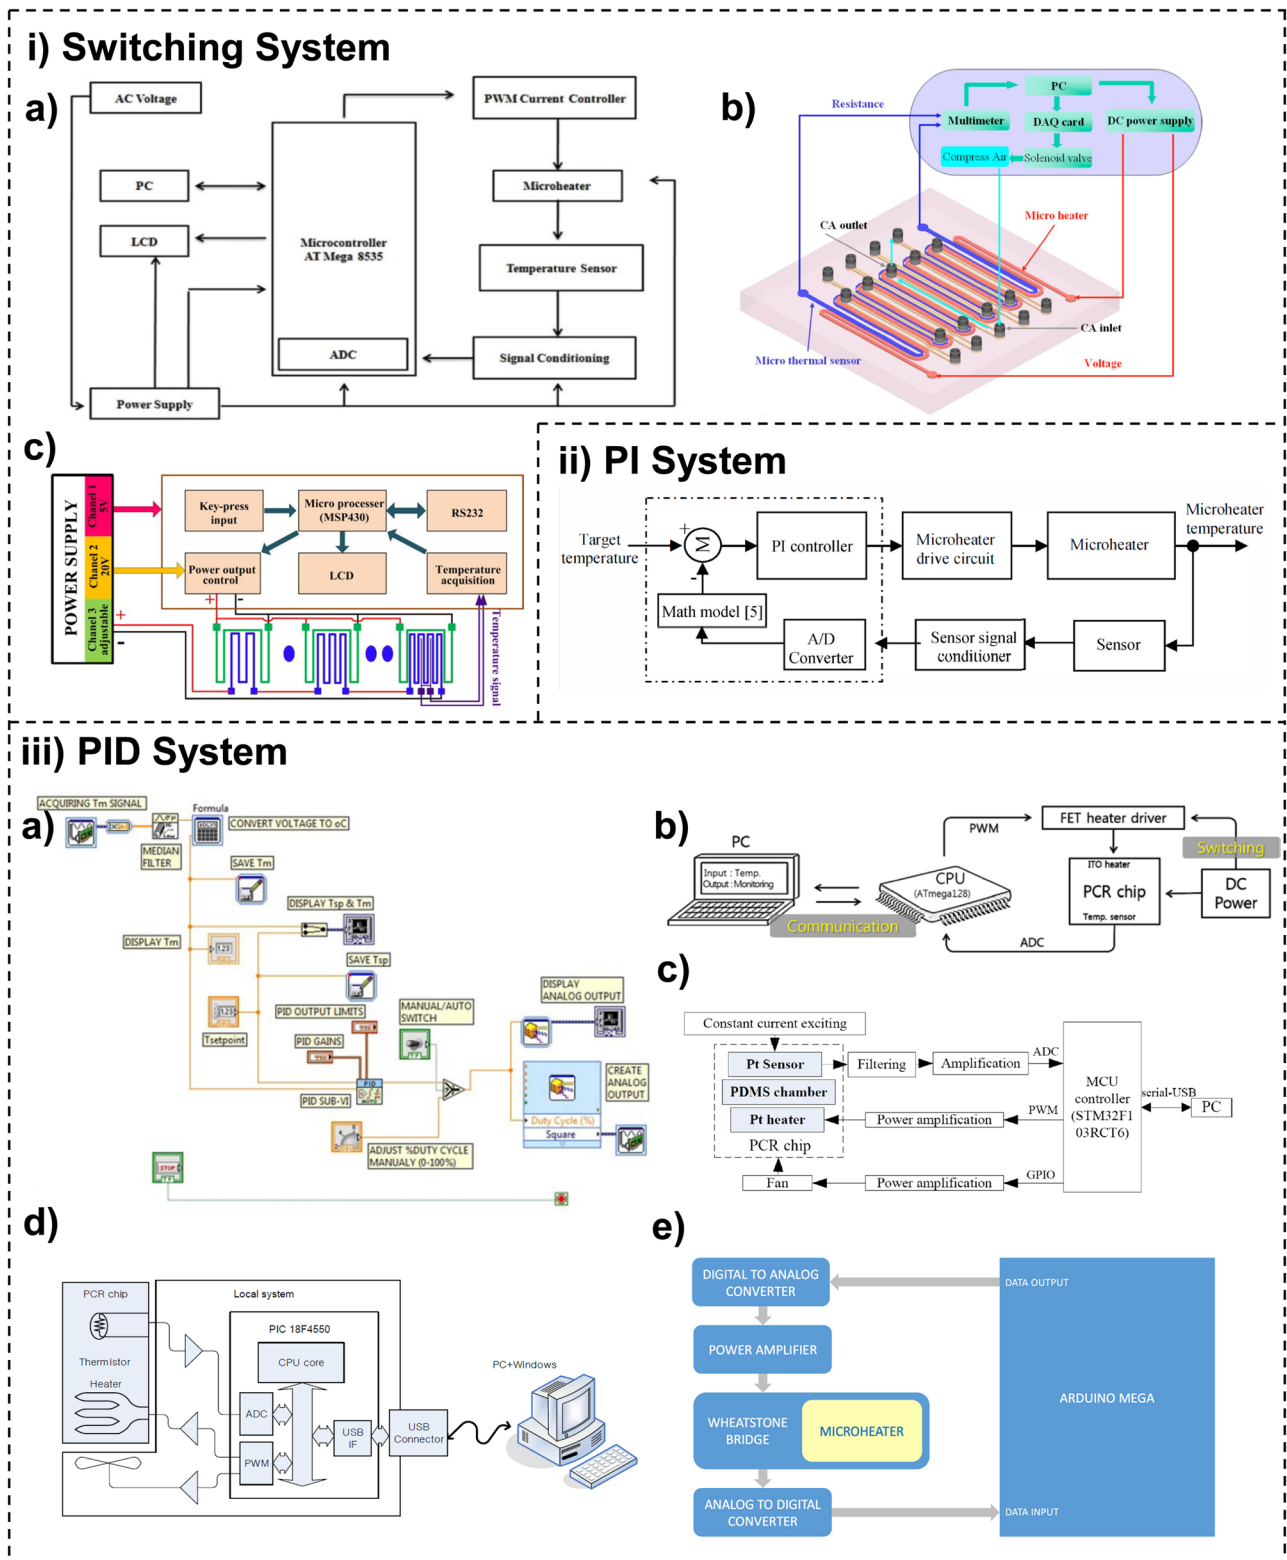 i) Switching System
a)
AC Voltage
PC
LCD
Power Supply
Microcontroller
AT Mega 8535
ADC
PWM Current Controller
Microheater
Temperature Sensor
Signal Conditioning
b)
Resistance
PC
Multimeter
DAQ card
DC power supply
Compress Air
Solenoid valve
Micro heater
CA outlet
CA inlet
Micro thermal sensor
Voltage
c)
POWER SUPPLY
Channel 1
5V
Channel 2
20V
Channel 3
adjustable
+
-
Key-press
input
Micro processer
(MSP430)
RS232
Power output
control
LCD
Temperature
acquisition
+
-
Temperature signal
ii) PI System
Target
temperature
+
M
-
PI controller
Microheater
drive circuit
Microheater
Microheater
temperature
Math model [5]
A/D
Converter
Sensor signal
conditioner
Sensor
iii) PID System
a)
ACQUIRING Tm SIGNAL
Formula
CONVERT VOLTAGE TO oC
MEDIAN
FILTER
SAVE Tm
DISPLAY Tsp & Tm
DISPLAY Tm
1.23
SAVE Tsp
1.23
Tsetpoint
PID OUTPUT LIMITS
PID GAINS
MANUAL/AUTO
SWITCH
DISPLAY
ANALOG OUTPUT
PID
AUTO
PID SUB-VI
CREATE
ANALOG
OUTPUT
Duty Cycle (%)
Square
ADJUST %DUTY CYCLE
MANUALY (0-100%)
STOP
b)
PC
Input : Temp.
Output : Monitoring
Communication
CPU
(ATmega128)
PWM
FET heater driver
Switching
ITO heater
PCR chip
Temp. sensor
DC
Power
ADC
c)
Constant current exciting
Pt Sensor
PDMS chamber
Pt heater
PCR chip
Filtering
Amplification
ADC
Power amplification
PWM
Fan
Power amplification
GPIO
MCU
controller
(STM32F1
03RCT6)
serial-USB
PC
d)
PCR chip
Thermistor
Heater
Local system
PIC 18F4550
CPU core
ADC
PWM
USB
IF
USB
Connector
PC+Windows
e)
DIGITAL TO ANALOG
CONVERTER
POWER AMPLIFIER
WHEATSTONE
BRIDGE
MICROHEATER
ANALOG TO DIGITAL
CONVERTER
DATA OUTPUT
ARDUINO MEGA
DATA INPUT